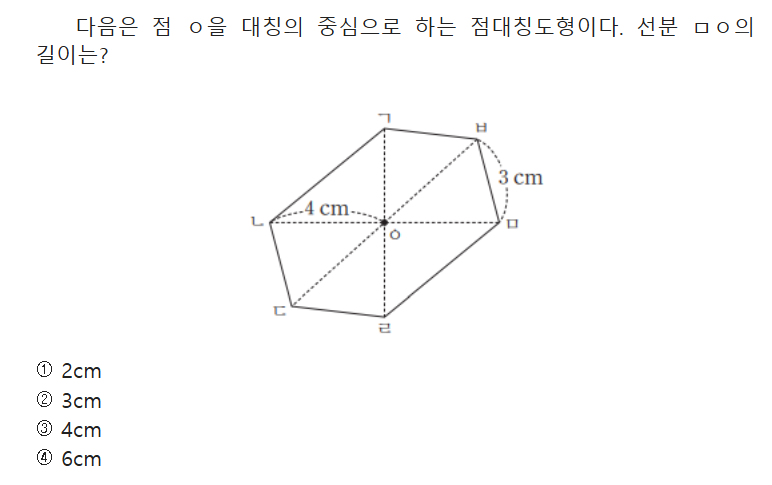 다음은 점 ㅇ을 대칭의 중심으로 하는 점대칭도형이다. 선분 ㅁㅇ의
길이는?
ㄱ
ㅂ
3 cm
4 cm
ㄴ
ㅁ
ㅇ
ㄷ
ㄹ
① 2cm
② 3cm
③ 4cm
④ 6cm